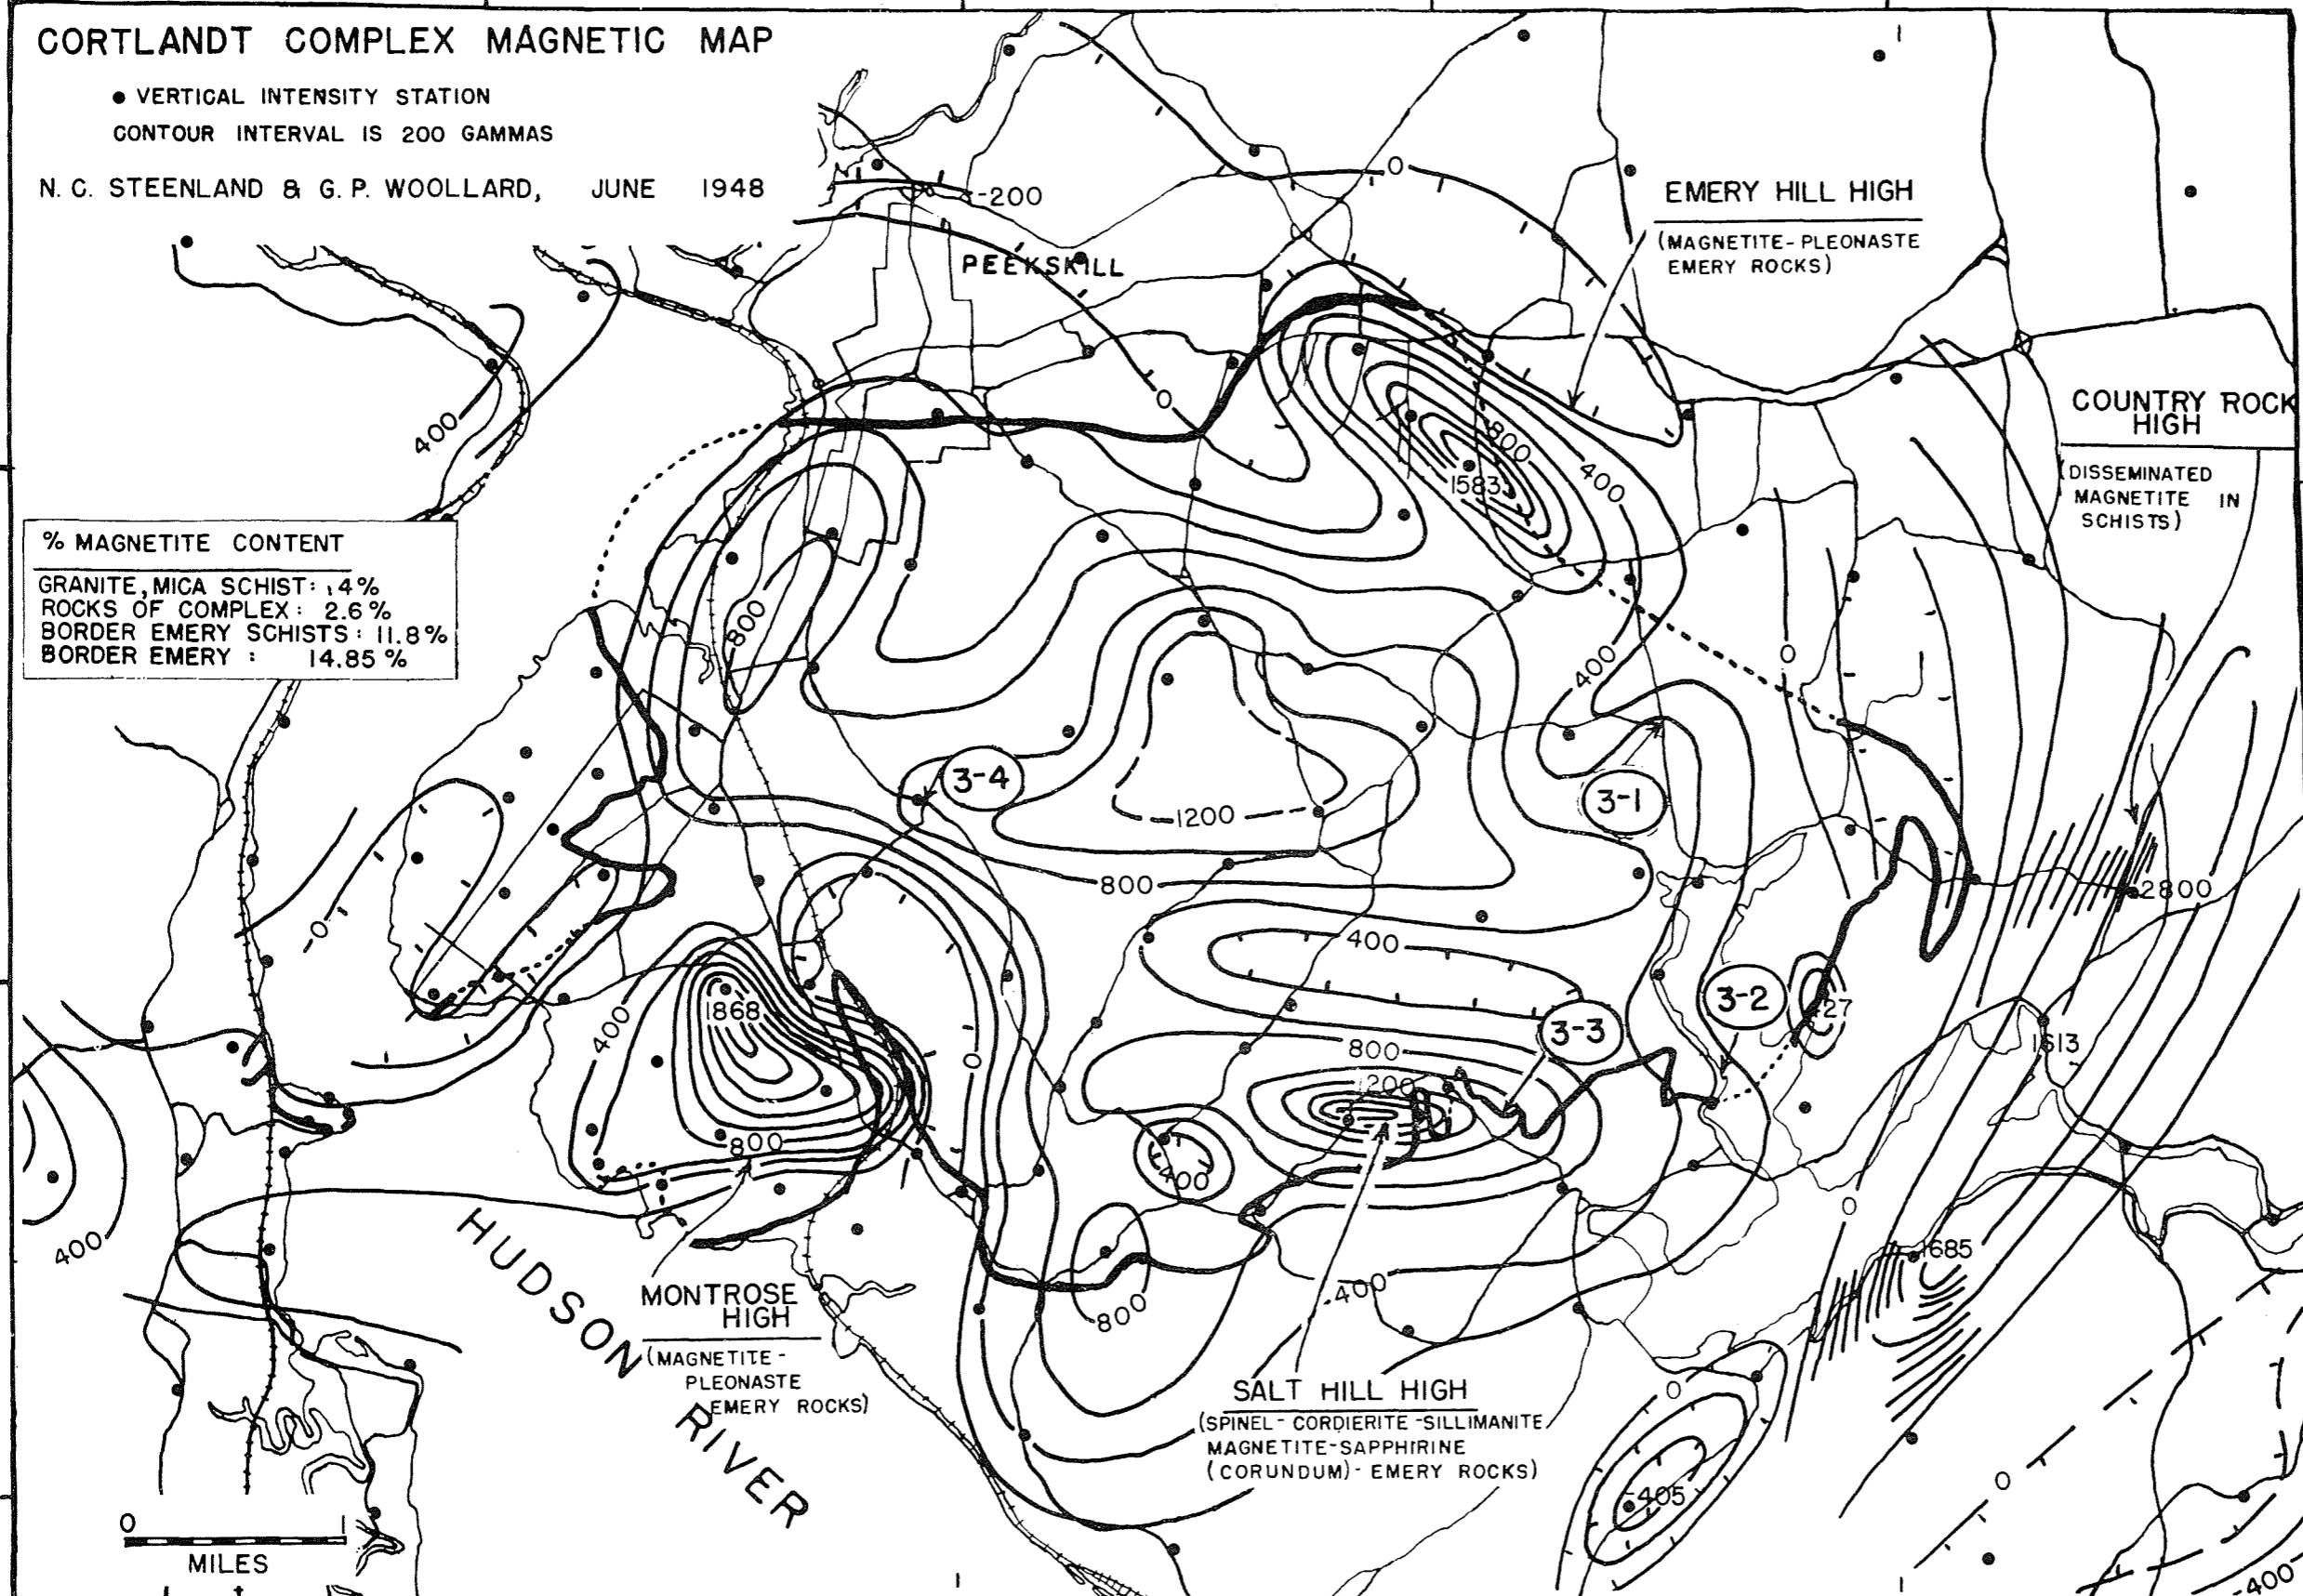 CORTLANDT COMPLEX MAGNETIC MAP
● VERTICAL INTENSITY STATION
CONTOUR INTERVAL IS 200 GAMMAS
N. C. STEENLAND & G. P. WOOLLARD, JUNE 1948
-200
0
EMERY HILL HIGH
(MAGNETITE-PLEONASTE
EMERY ROCKS)
PEEKSKILL
0
400
COUNTRY ROCK
HIGH
(DISSEMINATED
MAGNETITE IN
SCHISTS)
800
400
1583
% MAGNETITE CONTENT
GRANITE, MICA SCHIST: .4%
ROCKS OF COMPLEX: 2.6%
BORDER EMERY SCHISTS: 11.8%
BORDER EMERY : 14.85%
800
400
0
3-4
3-1
1200
800
2800
0
400
3-2
3-3
1868
400
427
1613
0
800
1200
800
400
400
0
1685
HUDSON RIVER
MONTROSE
HIGH
(MAGNETITE-
PLEONASTE
EMERY ROCKS)
800
-400
SALT HILL HIGH
(SPINEL-CORDIERITE-SILLIMANITE
MAGNETITE-SAPPHIRINE
(CORUNDUM)-EMERY ROCKS)
0
-405
0
-400
0 1
MILES